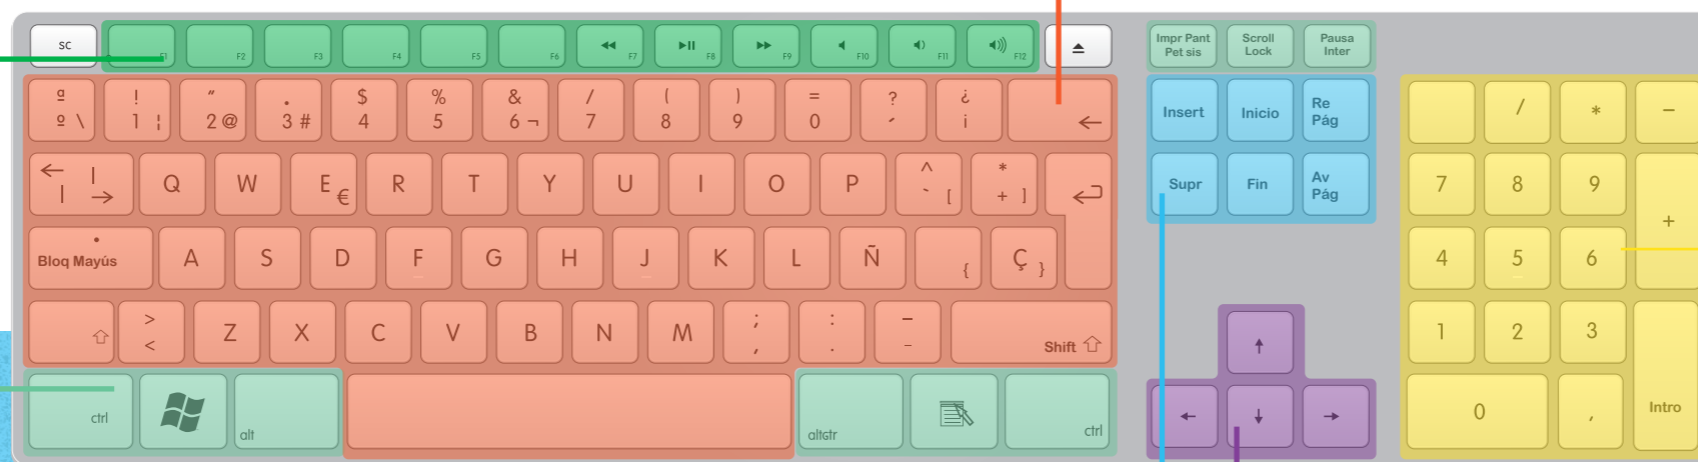 sc F1 F2 F3 F4 F5 F6 F7 F8 F9 F10 F11 F12
Impr Pant
Pet sis
Scroll
Lock
Pausa
Inter
ª ! " · $ % & / ( ) = ? ¿
º \ 1 ¦ 2 @ 3 # 4 5 6 ¬ 7 8 9 0 ´ ¡ ←
Insert Inicio Re
Pág
/ * −
Q W E € R T Y U I O P ^ ` [ * + ]
Supr Fin Av
Pág
7 8 9 +
Bloq Mayús A S D F G H J K L Ñ { Ç }
4 5 6
> < Z X C V B N M ; , : . – - Shift
1 2 3
ctrl alt altgr ctrl
0 , Intro